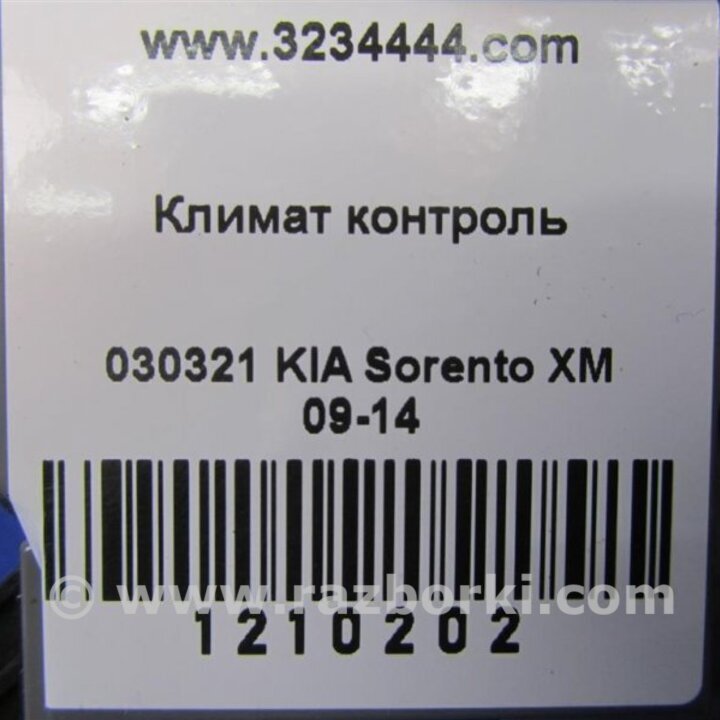 www.3234444.com
Климат контроль
030321 KIA Sorento XM
09-14
© www.razborki.com
1210202